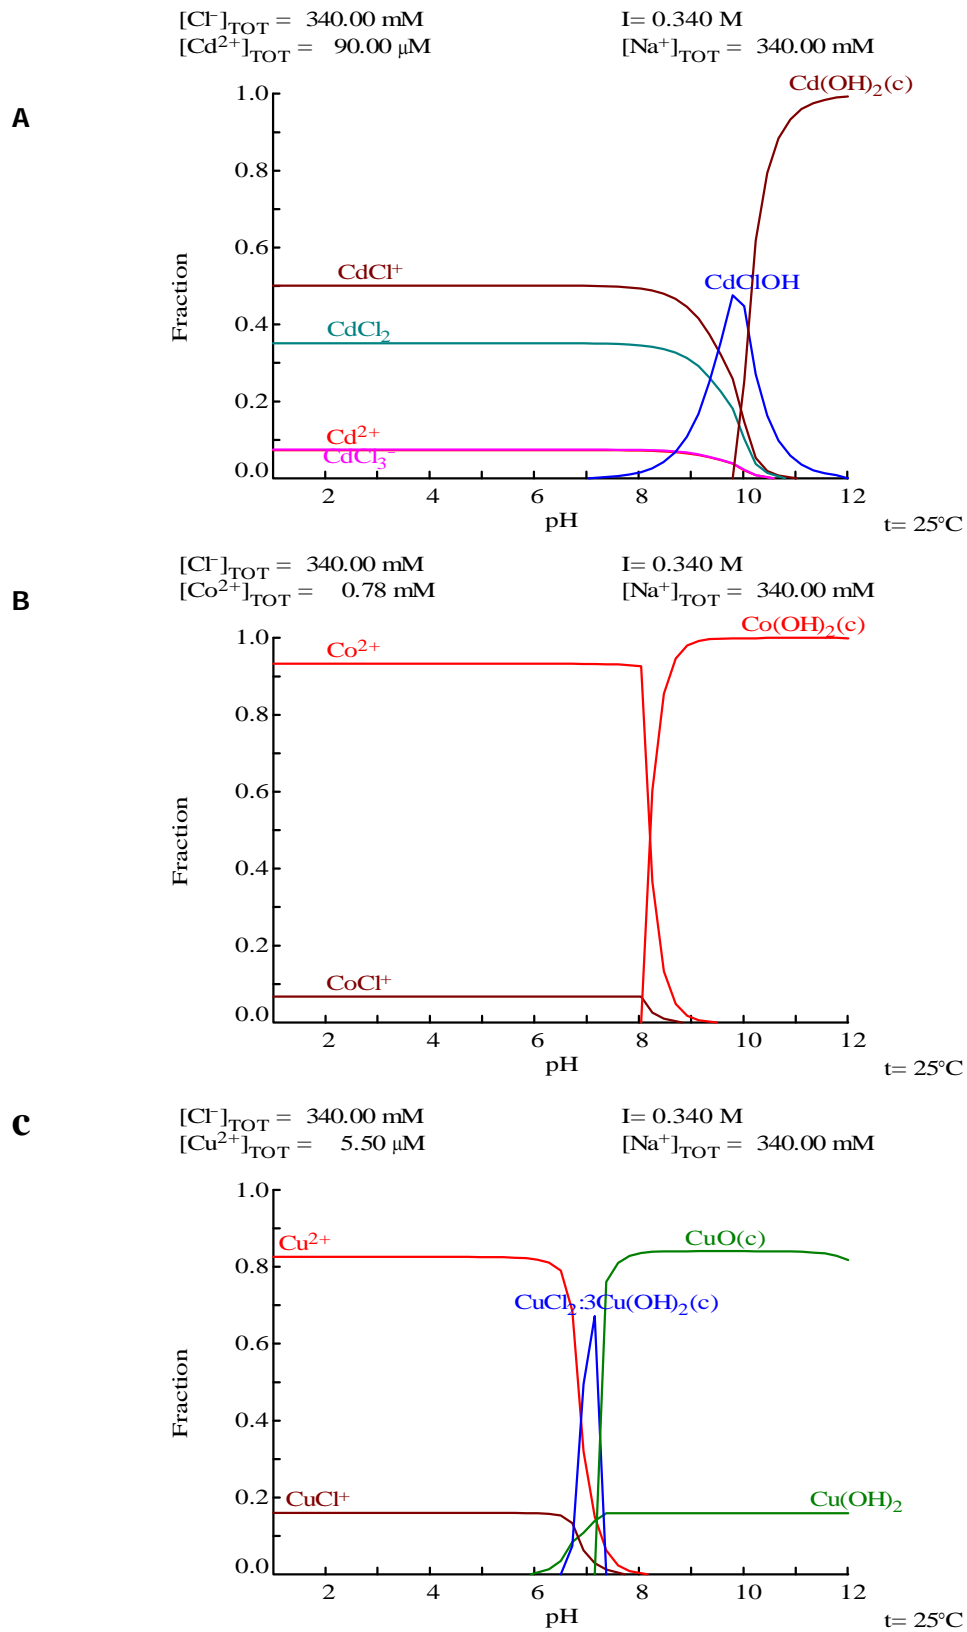 [Cl⁻]TOT = 340.00 mM I= 0.340 M
[Cd²⁺]TOT = 90.00 μM [Na⁺]TOT = 340.00 mM
A
Cd(OH)₂(c)
1.0
0.8
0.6
0.4
0.2
0.0
Fraction
CdCl⁺
CdClOH
CdCl₂
Cd²⁺
CdCl₃⁻
2 4 6 8 10 12
pH
t= 25°C
[Cl⁻]TOT = 340.00 mM I= 0.340 M
[Co²⁺]TOT = 0.78 mM [Na⁺]TOT = 340.00 mM
B
Co(OH)₂(c)
1.0
0.8
0.6
0.4
0.2
0.0
Fraction
Co²⁺
CoCl⁺
2 4 6 8 10 12
pH
t= 25°C
[Cl⁻]TOT = 340.00 mM I= 0.340 M
[Cu²⁺]TOT = 5.50 μM [Na⁺]TOT = 340.00 mM
c
1.0
0.8
0.6
0.4
0.2
0.0
Fraction
Cu²⁺
CuO(c)
CuCl₂:3Cu(OH)₂(c)
CuCl⁺
Cu(OH)₂
2 4 6 8 10 12
pH
t= 25°C